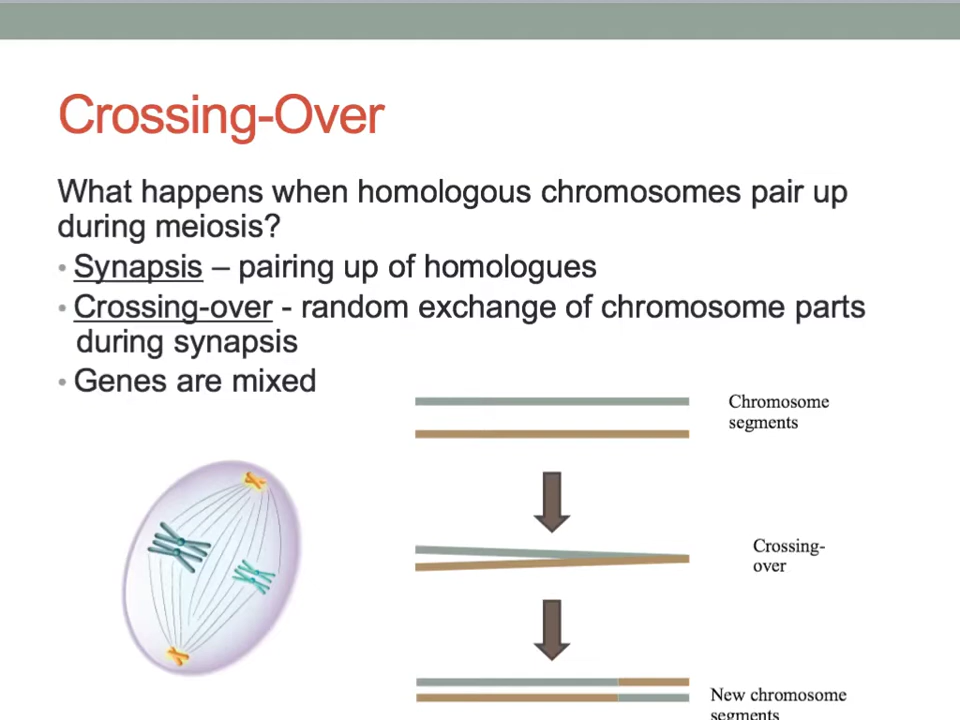 Crossing-Over
What happens when homologous chromosomes pair up
during meiosis?
• Synapsis – pairing up of homologues
• Crossing-over - random exchange of chromosome parts
during synapsis
• Genes are mixed
Chromosome
segments
Crossing-
over
New chromosome
segments